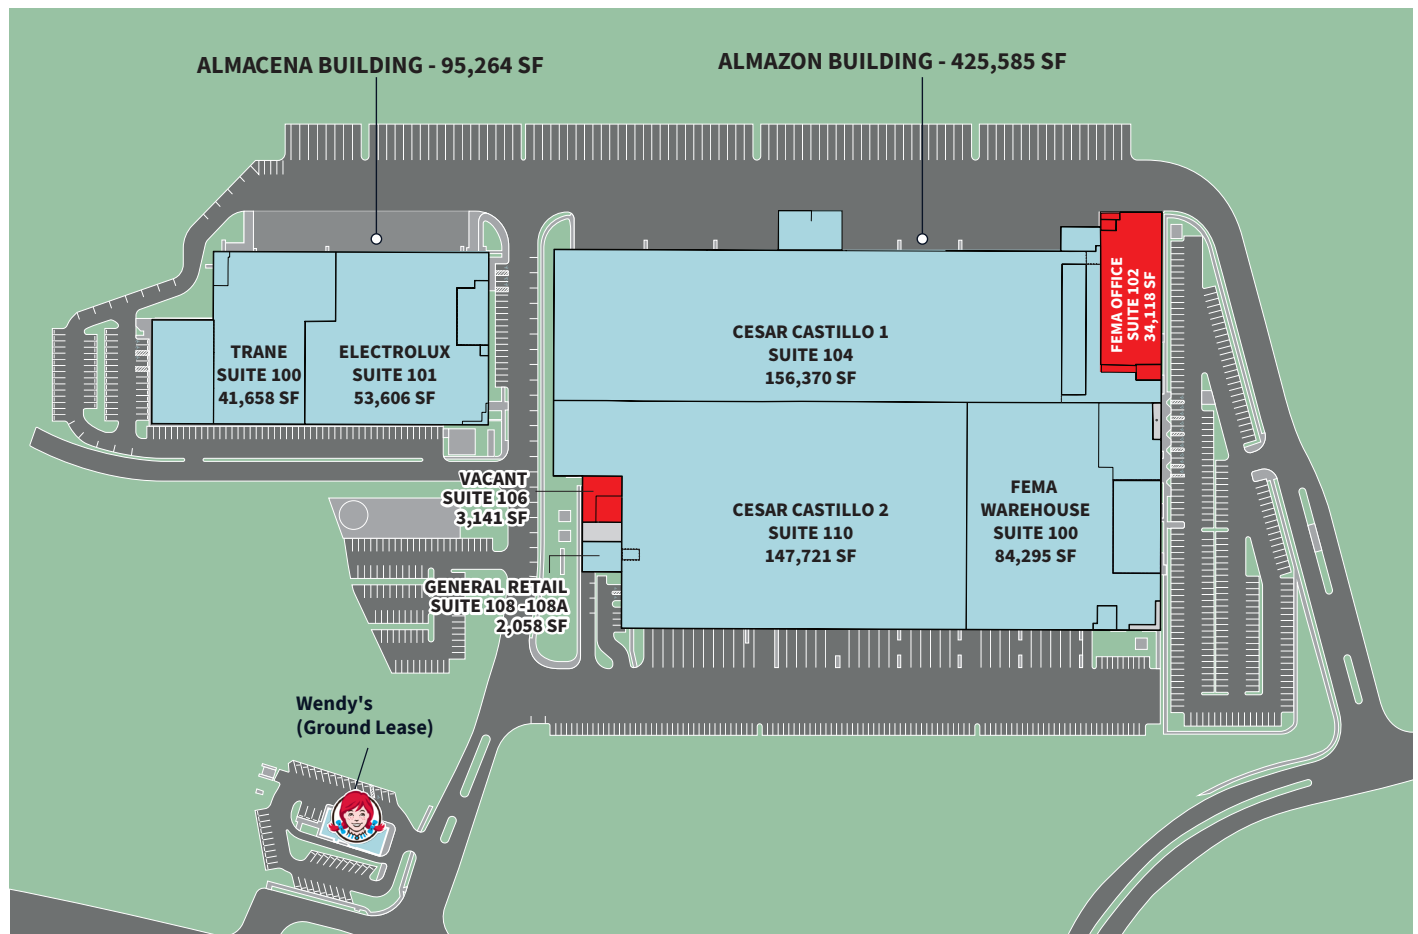 ALMACENA BUILDING - 95,264 SF
ALMAZON BUILDING - 425,585 SF
TRANE
SUITE 100
41,658 SF
ELECTROLUX
SUITE 101
53,606 SF
CESAR CASTILLO 1
SUITE 104
156,370 SF
FEMA OFFICE
SUITE 102
34,118 SF
VACANT
SUITE 106
3,141 SF
CESAR CASTILLO 2
SUITE 110
147,721 SF
FEMA
WAREHOUSE
SUITE 100
84,295 SF
GENERAL RETAIL
SUITE 108 -108A
2,058 SF
Wendy's
(Ground Lease)